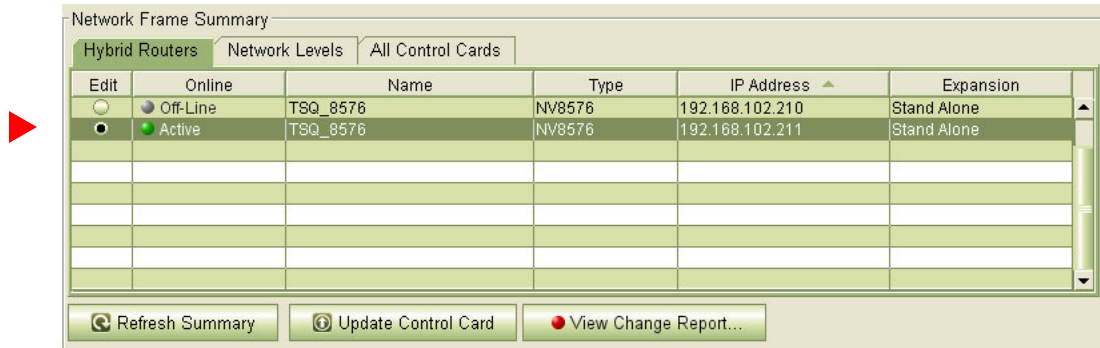 Network Frame Summary
Hybrid Routers Network Levels All Control Cards
Edit Online Name Type IP Address Expansion
Off-Line TSQ_8576 NV8576 192.168.102.210 Stand Alone
Active TSQ_8576 NV8576 192.168.102.211 Stand Alone
Refresh Summary Update Control Card View Change Report...